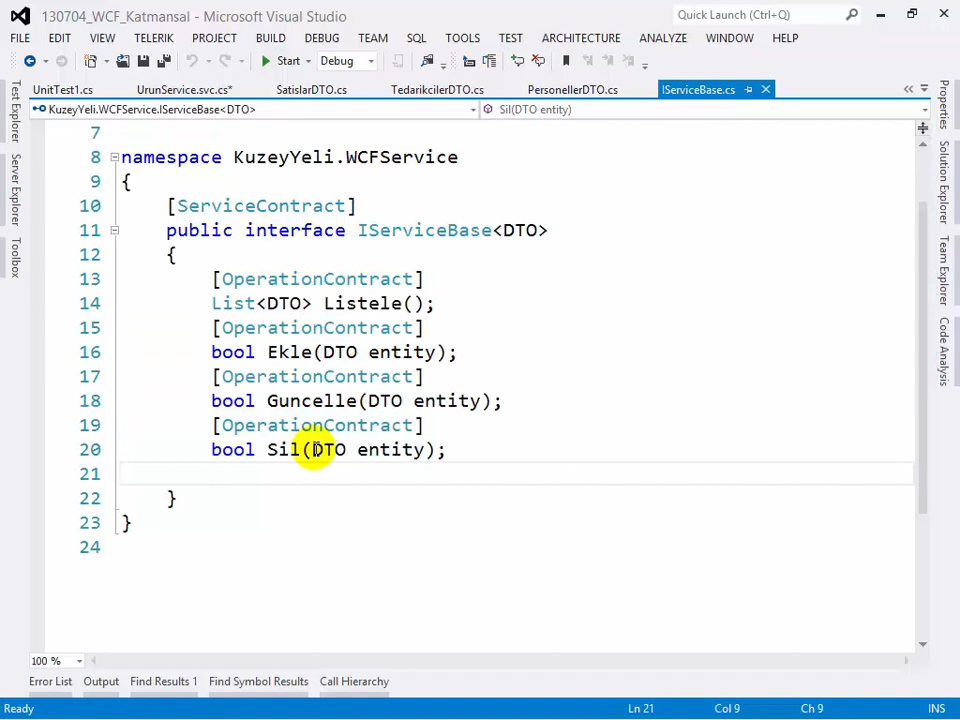 130704_WCF_Katmansal - Microsoft Visual Studio
Quick Launch (Ctrl+Q)
FILE EDIT VIEW TELERIK PROJECT BUILD DEBUG TEAM SQL TOOLS TEST ARCHITECTURE ANALYZE WINDOW HELP
Start Debug
UnitTest1.cs UrunService.svc.cs* SatislarDTO.cs TedarikcilerDTO.cs PersonellerDTO.cs IServiceBase.cs
KuzeyYeli.WCFService.IServiceBase<DTO> Sil(DTO entity)
7
8 namespace KuzeyYeli.WCFService
9 {
10 [ServiceContract]
11 public interface IServiceBase<DTO>
12 {
13 [OperationContract]
14 List<DTO> Listele();
15 [OperationContract]
16 bool Ekle(DTO entity);
17 [OperationContract]
18 bool Guncelle(DTO entity);
19 [OperationContract]
20 bool Sil(DTO entity);
21
22 }
23 }
24
Test Explorer
Server Explorer
Toolbox
Properties
Solution Explorer
Team Explorer
Code Analysis
100 %
Error List Output Find Results 1 Find Symbol Results Call Hierarchy
Ready Ln 21 Col 9 Ch 9 INS